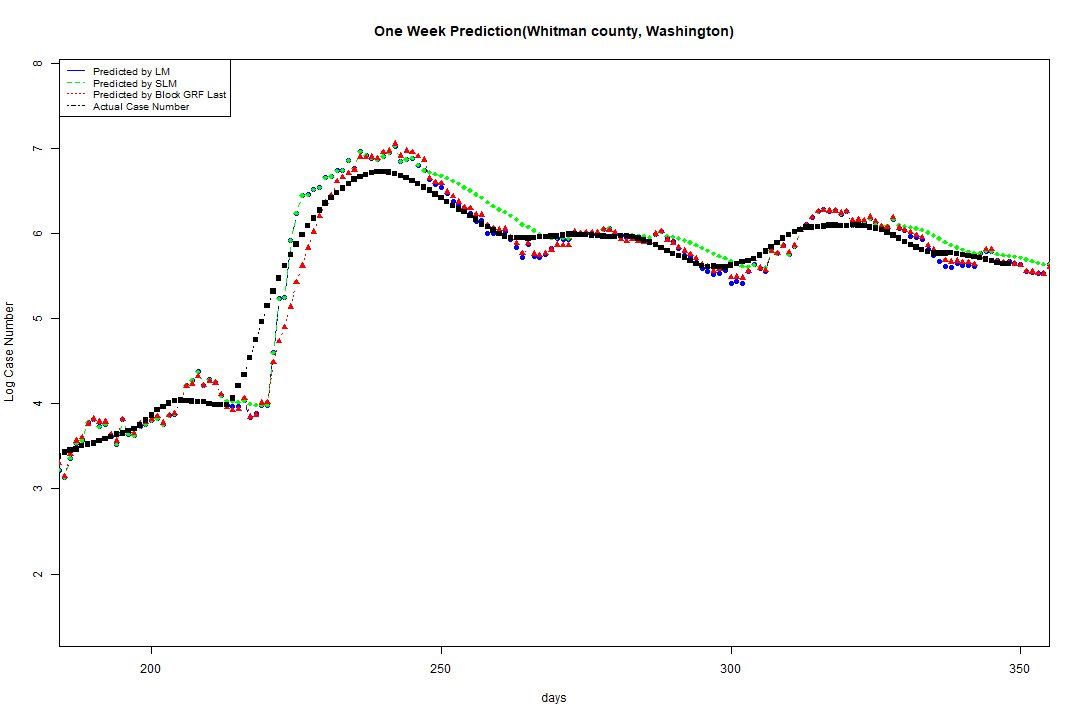 One Week Prediction(Whitman county, Washington)
Predicted by LM
Predicted by SLM
Predicted by Block GRF Last
Actual Case Number
8
7
6
5
4
3
2
Log Case Number
200 250 300 350
days